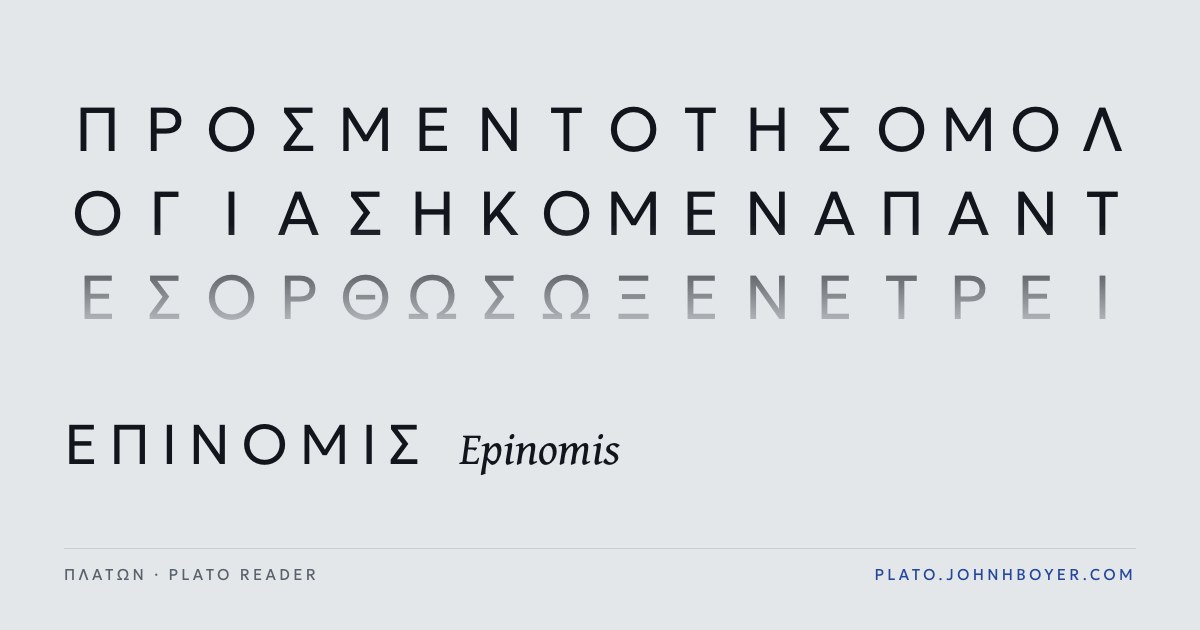 ΠΡΟΣΜΕΝΤΟΤΗΣΟΜΟΛ
ΟΓΙΑΣΗΚΟΜΕΝΑΠΑΝΤ
ΕΣΟΡΘΩΣΩΞΕΝΕΤΡΕΙ
ΕΠΙΝΟΜΙΣ Epinomis
ΠΛΑΤΩΝ · PLATO READER
PLATO.JOHNHBOYER.COM